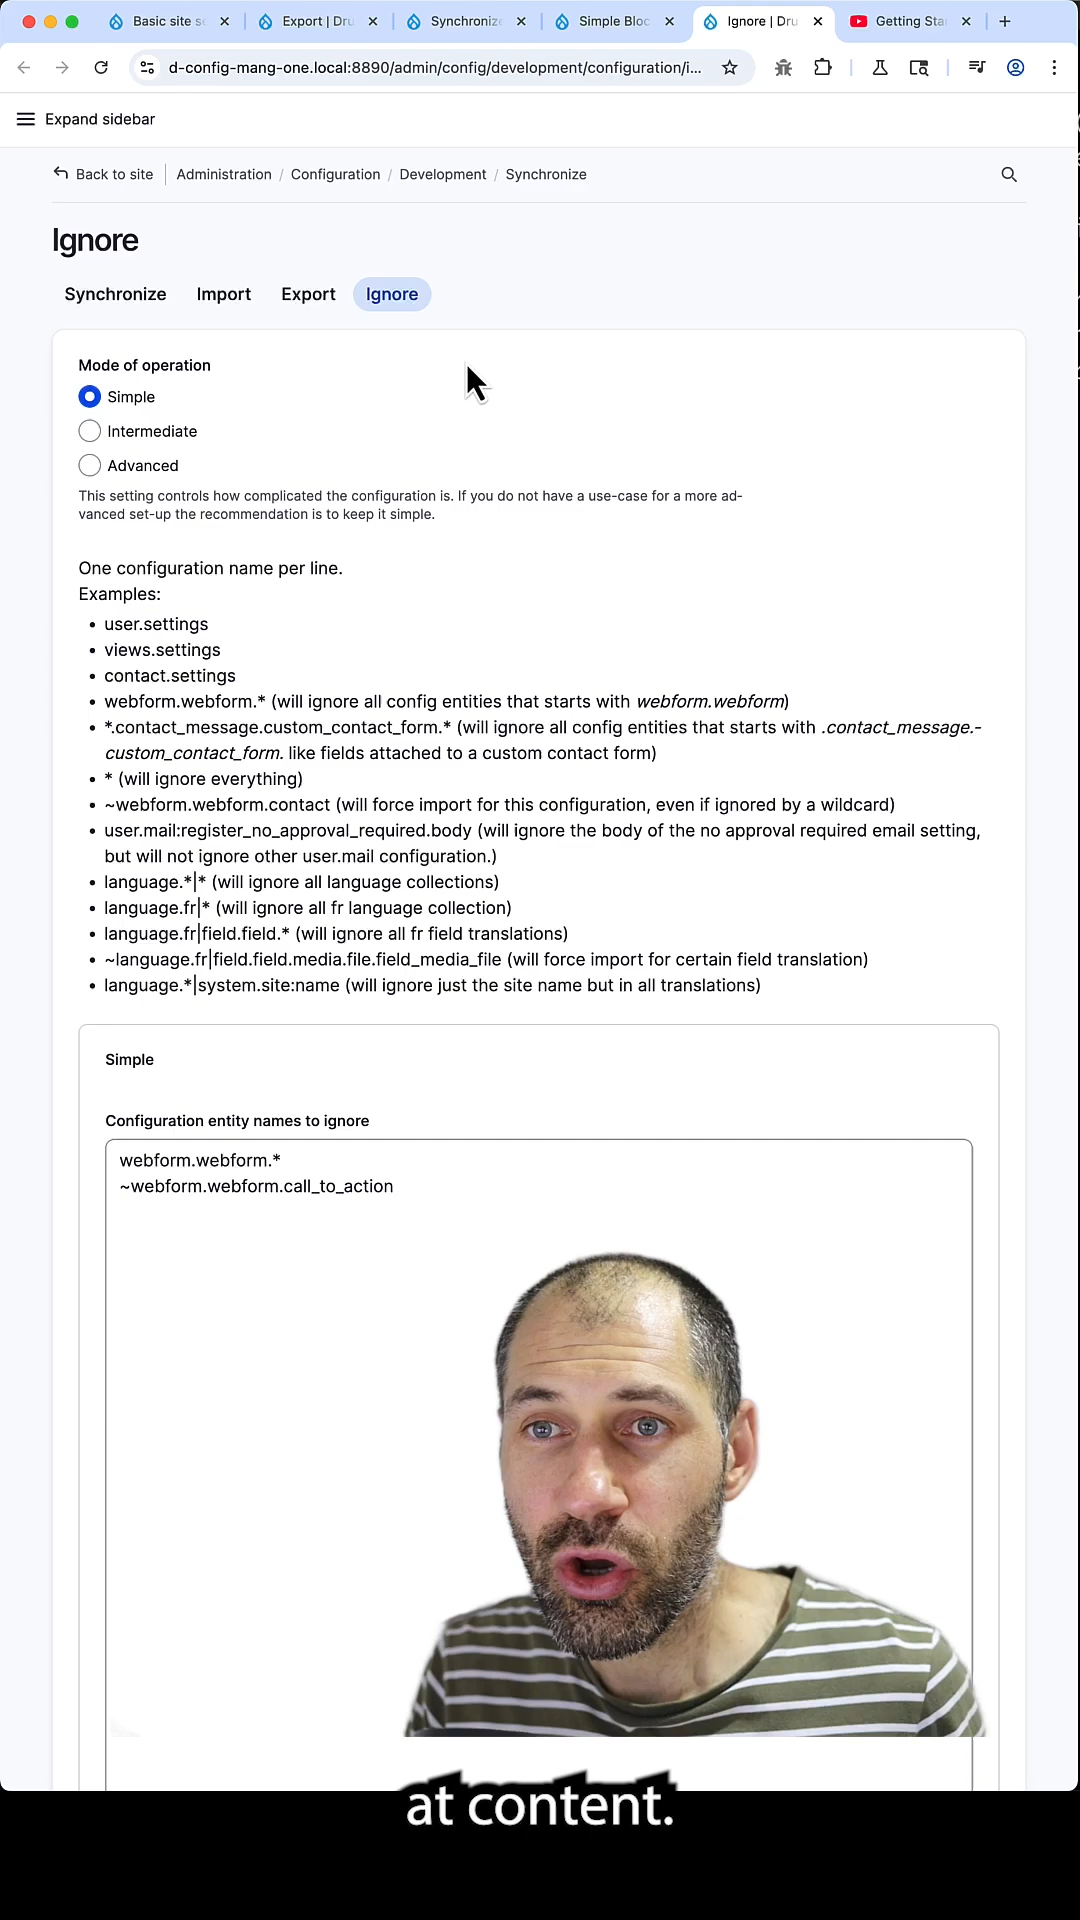 Basic site se
Export | Dru
Synchronize
Simple Bloc
Ignore | Dru
Getting Sta
d-config-mang-one.local:8890/admin/config/development/configuration/i...
Expand sidebar
Back to site
Administration / Configuration / Development / Synchronize
Ignore
Synchronize
Import
Export
Ignore
Mode of operation
Simple
Intermediate
Advanced
This setting controls how complicated the configuration is. If you do not have a use-case for a more ad-
vanced set-up the recommendation is to keep it simple.
One configuration name per line.
Examples:
• user.settings
• views.settings
• contact.settings
• webform.webform.* (will ignore all config entities that starts with webform.webform)
• *.contact_message.custom_contact_form.* (will ignore all config entities that starts with .contact_message.-
custom_contact_form. like fields attached to a custom contact form)
• * (will ignore everything)
• ~webform.webform.contact (will force import for this configuration, even if ignored by a wildcard)
• user.mail:register_no_approval_required.body (will ignore the body of the no approval required email setting,
but will not ignore other user.mail configuration.)
• language.*|* (will ignore all language collections)
• language.fr|* (will ignore all fr language collection)
• language.fr|field.field.* (will ignore all fr field translations)
• ~language.fr|field.field.media.file.field_media_file (will force import for certain field translation)
• language.*|system.site:name (will ignore just the site name but in all translations)
Simple
Configuration entity names to ignore
webform.webform.*
~webform.webform.call_to_action
at content.